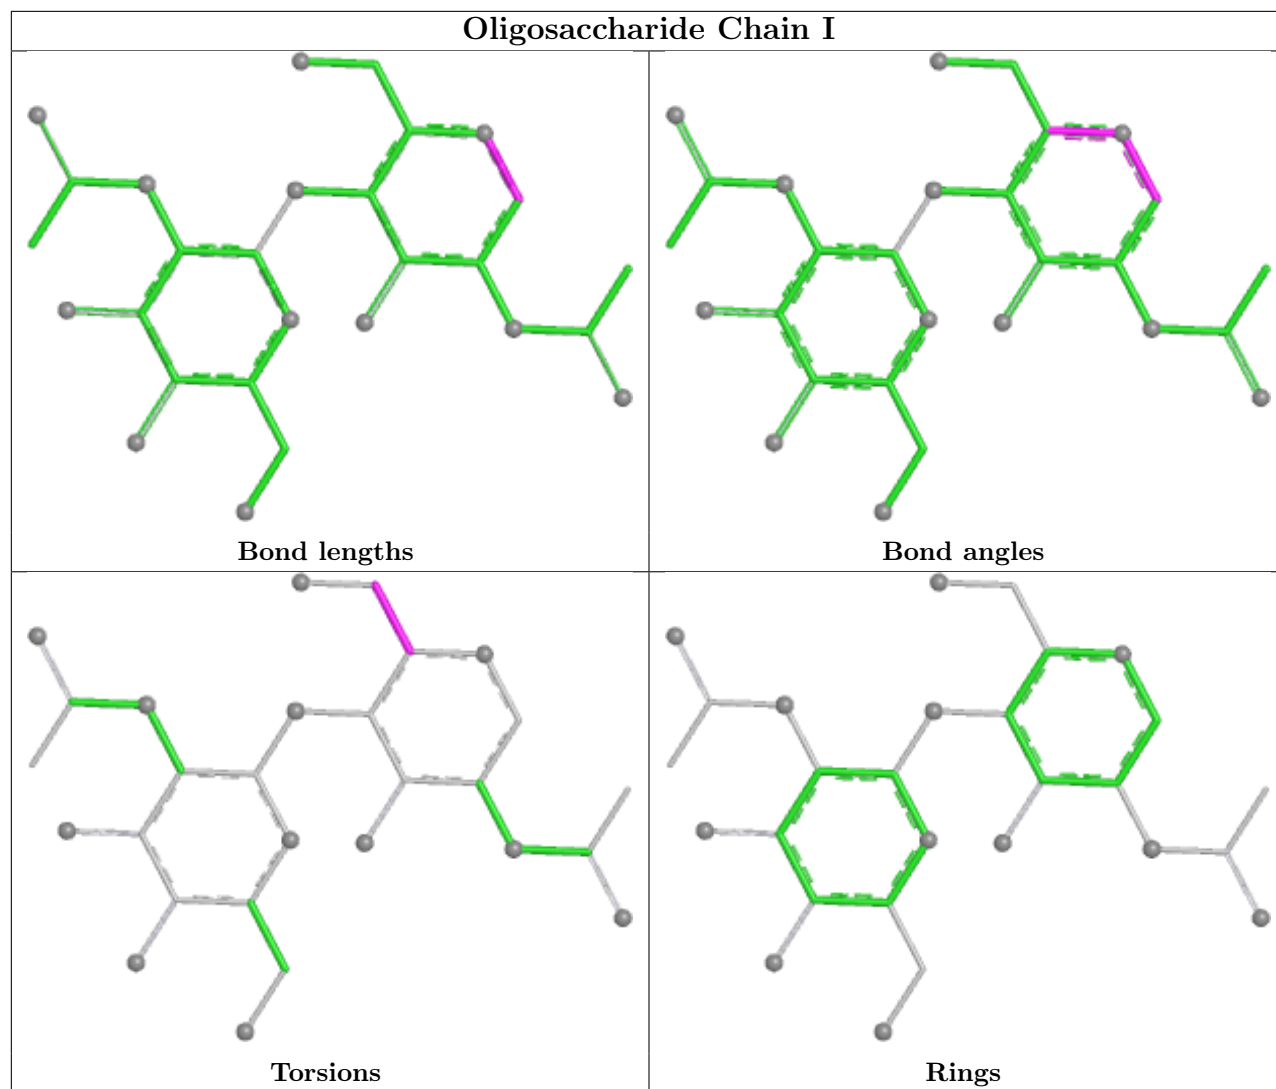 Oligosaccharide Chain I
Bond lengths
Bond angles
Torsions
Rings